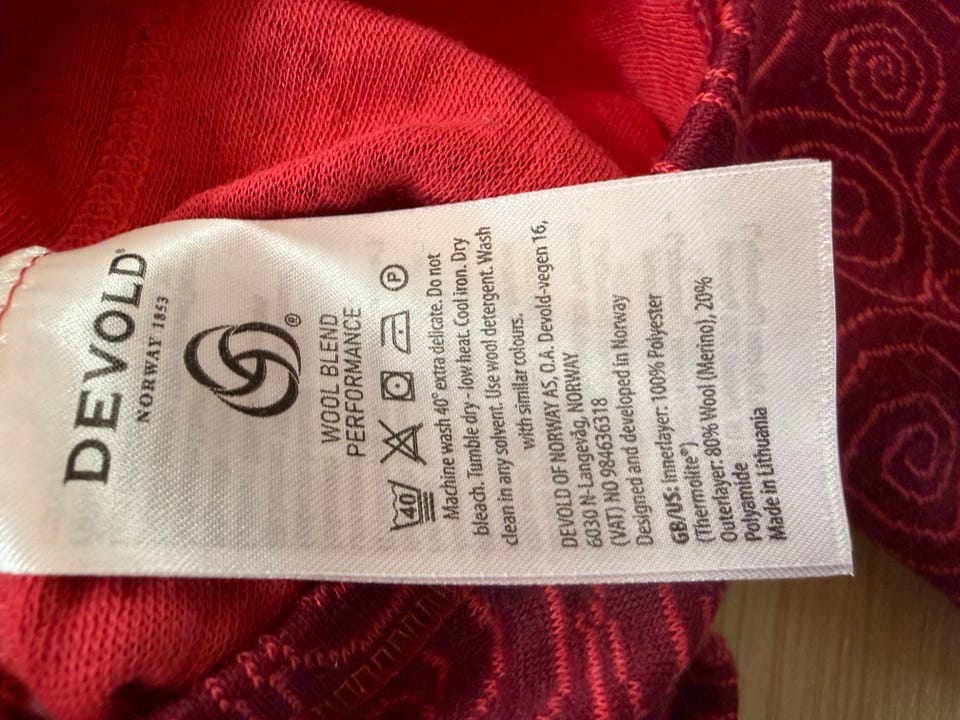 DEVOLD®
NORWAY 1853
®
WOOL BLEND
PERFORMANCE
40 P
Machine wash 40° extra delicate. Do not
bleach. Tumble dry - low heat. Cool iron. Dry
clean in any solvent. Use wool detergent. Wash
with similar colours.
DEVOLD OF NORWAY AS, O.A. Devold-vegen 16,
6030 N-Langevåg, NORWAY
(VAT) NO 984636318
Designed and developed in Norway
GB/US: Innerlayer: 100% Polyester
(Thermolite®)
Outerlayer: 80% Wool (Merino), 20%
Polyamide
Made in Lithuania